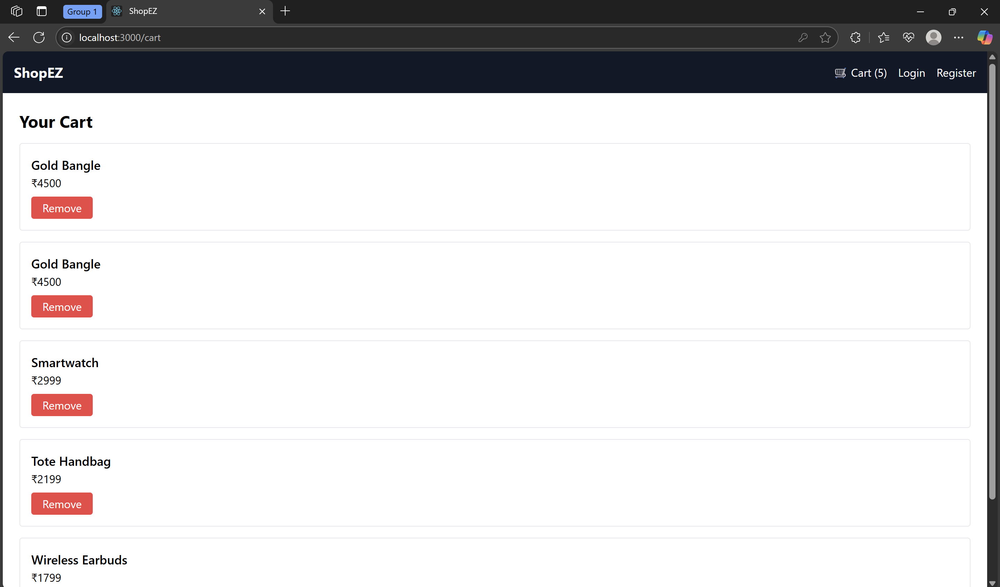 Group 1
ShopEZ
localhost:3000/cart
ShopEZ
Cart (5) Login Register
Your Cart
Gold Bangle
₹4500
Remove
Gold Bangle
₹4500
Remove
Smartwatch
₹2999
Remove
Tote Handbag
₹2199
Remove
Wireless Earbuds
₹1799